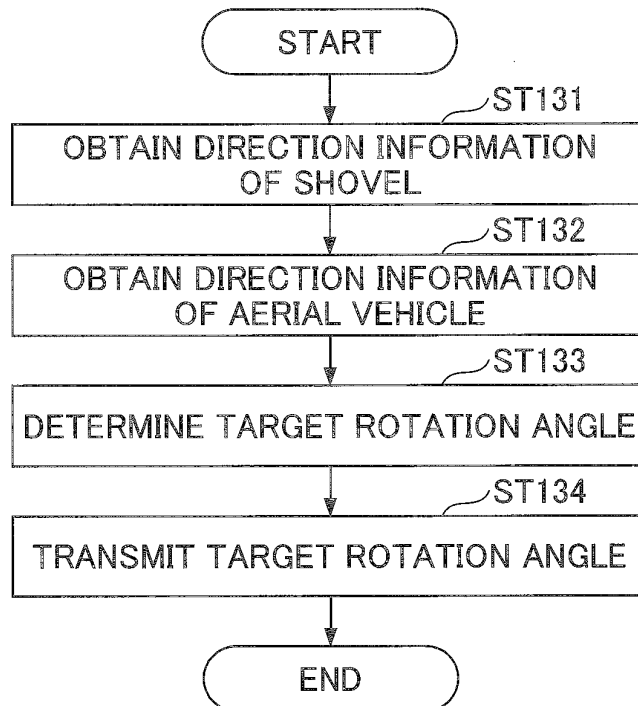 START
ST131
OBTAIN DIRECTION INFORMATION
OF SHOVEL
ST132
OBTAIN DIRECTION INFORMATION
OF AERIAL VEHICLE
ST133
DETERMINE TARGET ROTATION ANGLE
ST134
TRANSMIT TARGET ROTATION ANGLE
END